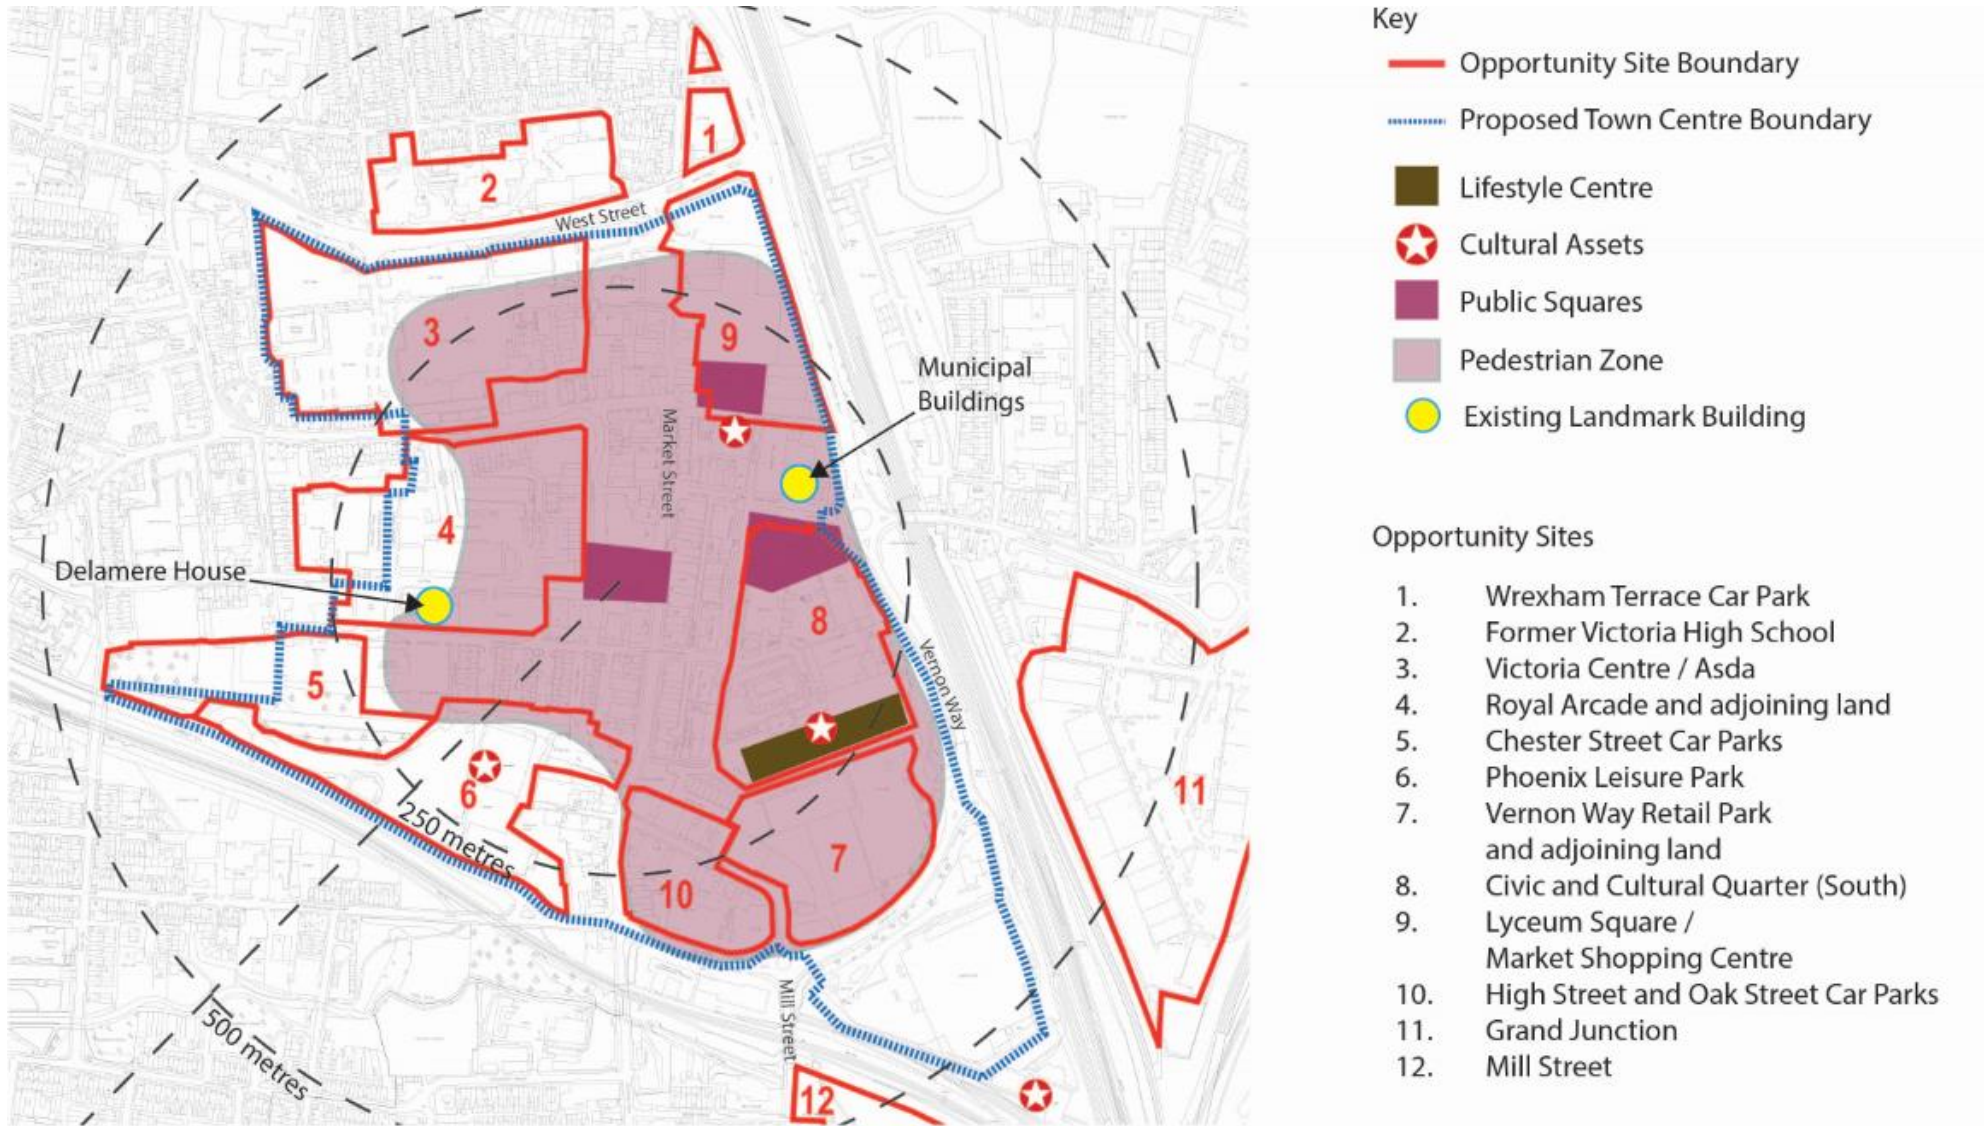 1
2
West Street
3
9
Municipal
Buildings
Market Street
4
Delamere House
8
5
Vernon Way
6
11
250 metres
7
10
Mill Street
500 metres
12
Key
Opportunity Site Boundary
Proposed Town Centre Boundary
Lifestyle Centre
Cultural Assets
Public Squares
Pedestrian Zone
Existing Landmark Building
Opportunity Sites
1. Wrexham Terrace Car Park
2. Former Victoria High School
3. Victoria Centre / Asda
4. Royal Arcade and adjoining land
5. Chester Street Car Parks
6. Phoenix Leisure Park
7. Vernon Way Retail Park
and adjoining land
8. Civic and Cultural Quarter (South)
9. Lyceum Square /
Market Shopping Centre
10. High Street and Oak Street Car Parks
11. Grand Junction
12. Mill Street